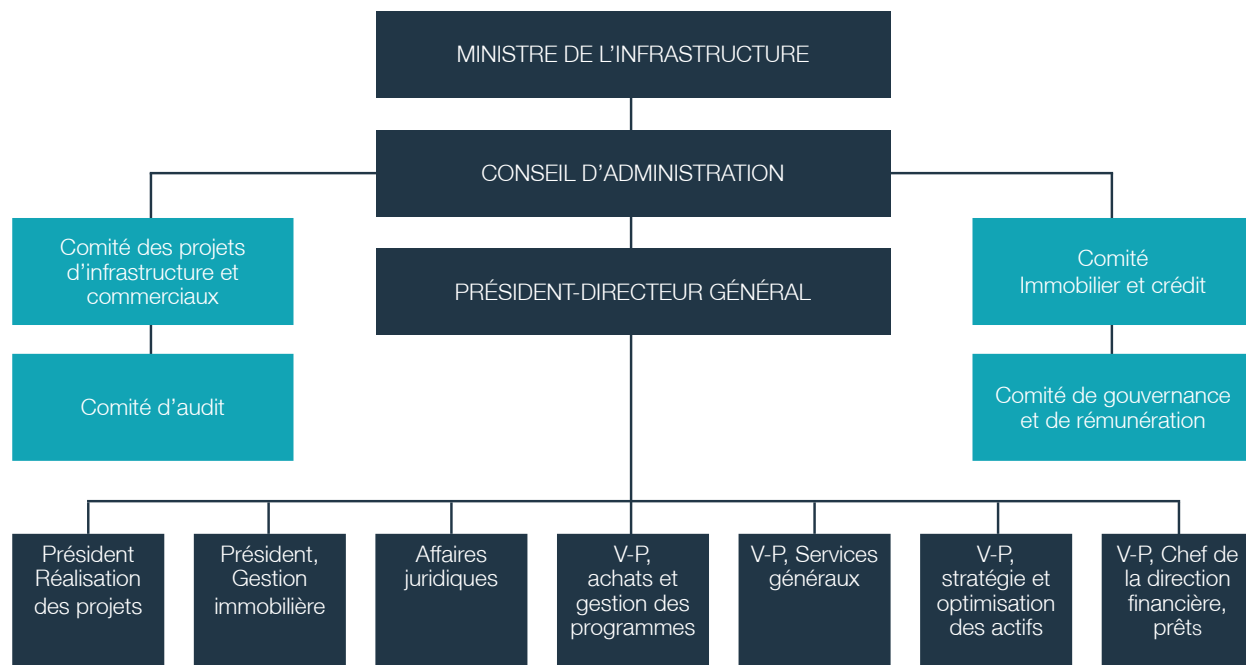 MINISTRE DE L’INFRASTRUCTURE
CONSEIL D’ADMINISTRATION
Comité des projets
d’infrastructure et
commerciaux
PRÉSIDENT-DIRECTEUR GÉNÉRAL
Comité
Immobilier et crédit
Comité d’audit
Comité de gouvernance
et de rémunération
Président
Réalisation
des projets
Président,
Gestion
immobilière
Affaires
juridiques
V-P,
achats et
gestion des
programmes
V-P, Services
généraux
V-P,
stratégie et
optimisation
des actifs
V-P, Chef de
la direction
financière,
prêts